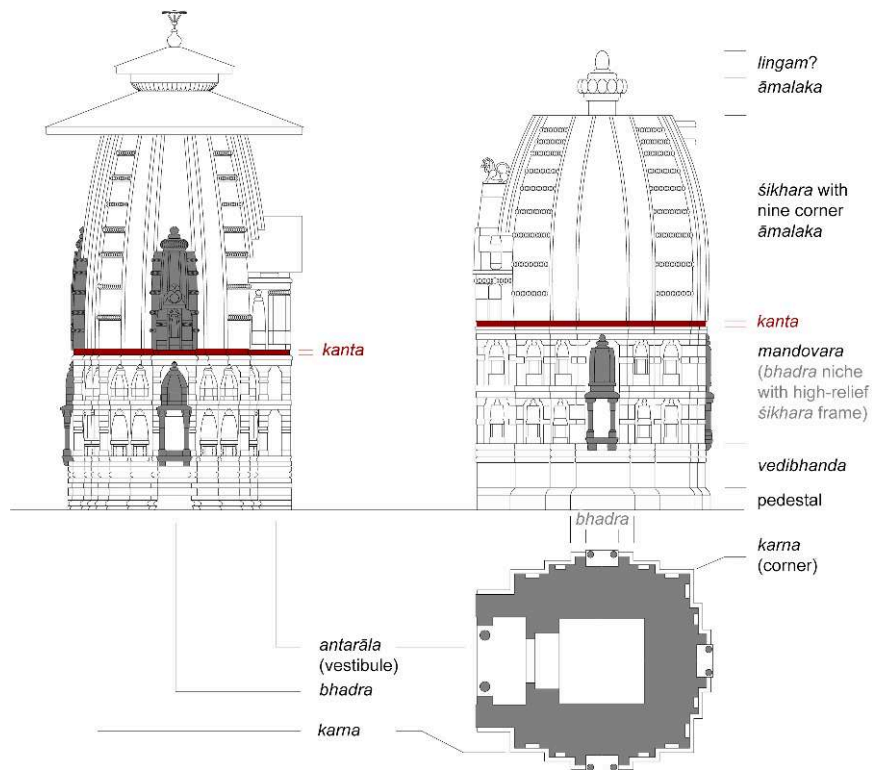 lingam?
āmalaka
śikhara with
nine corner
āmalaka
kanta
kanta
mandovara
(bhadra niche
with high-relief
śikhara frame)
vedibhanda
pedestal
bhadra
karna
(corner)
antarāla
(vestibule)
bhadra
karna